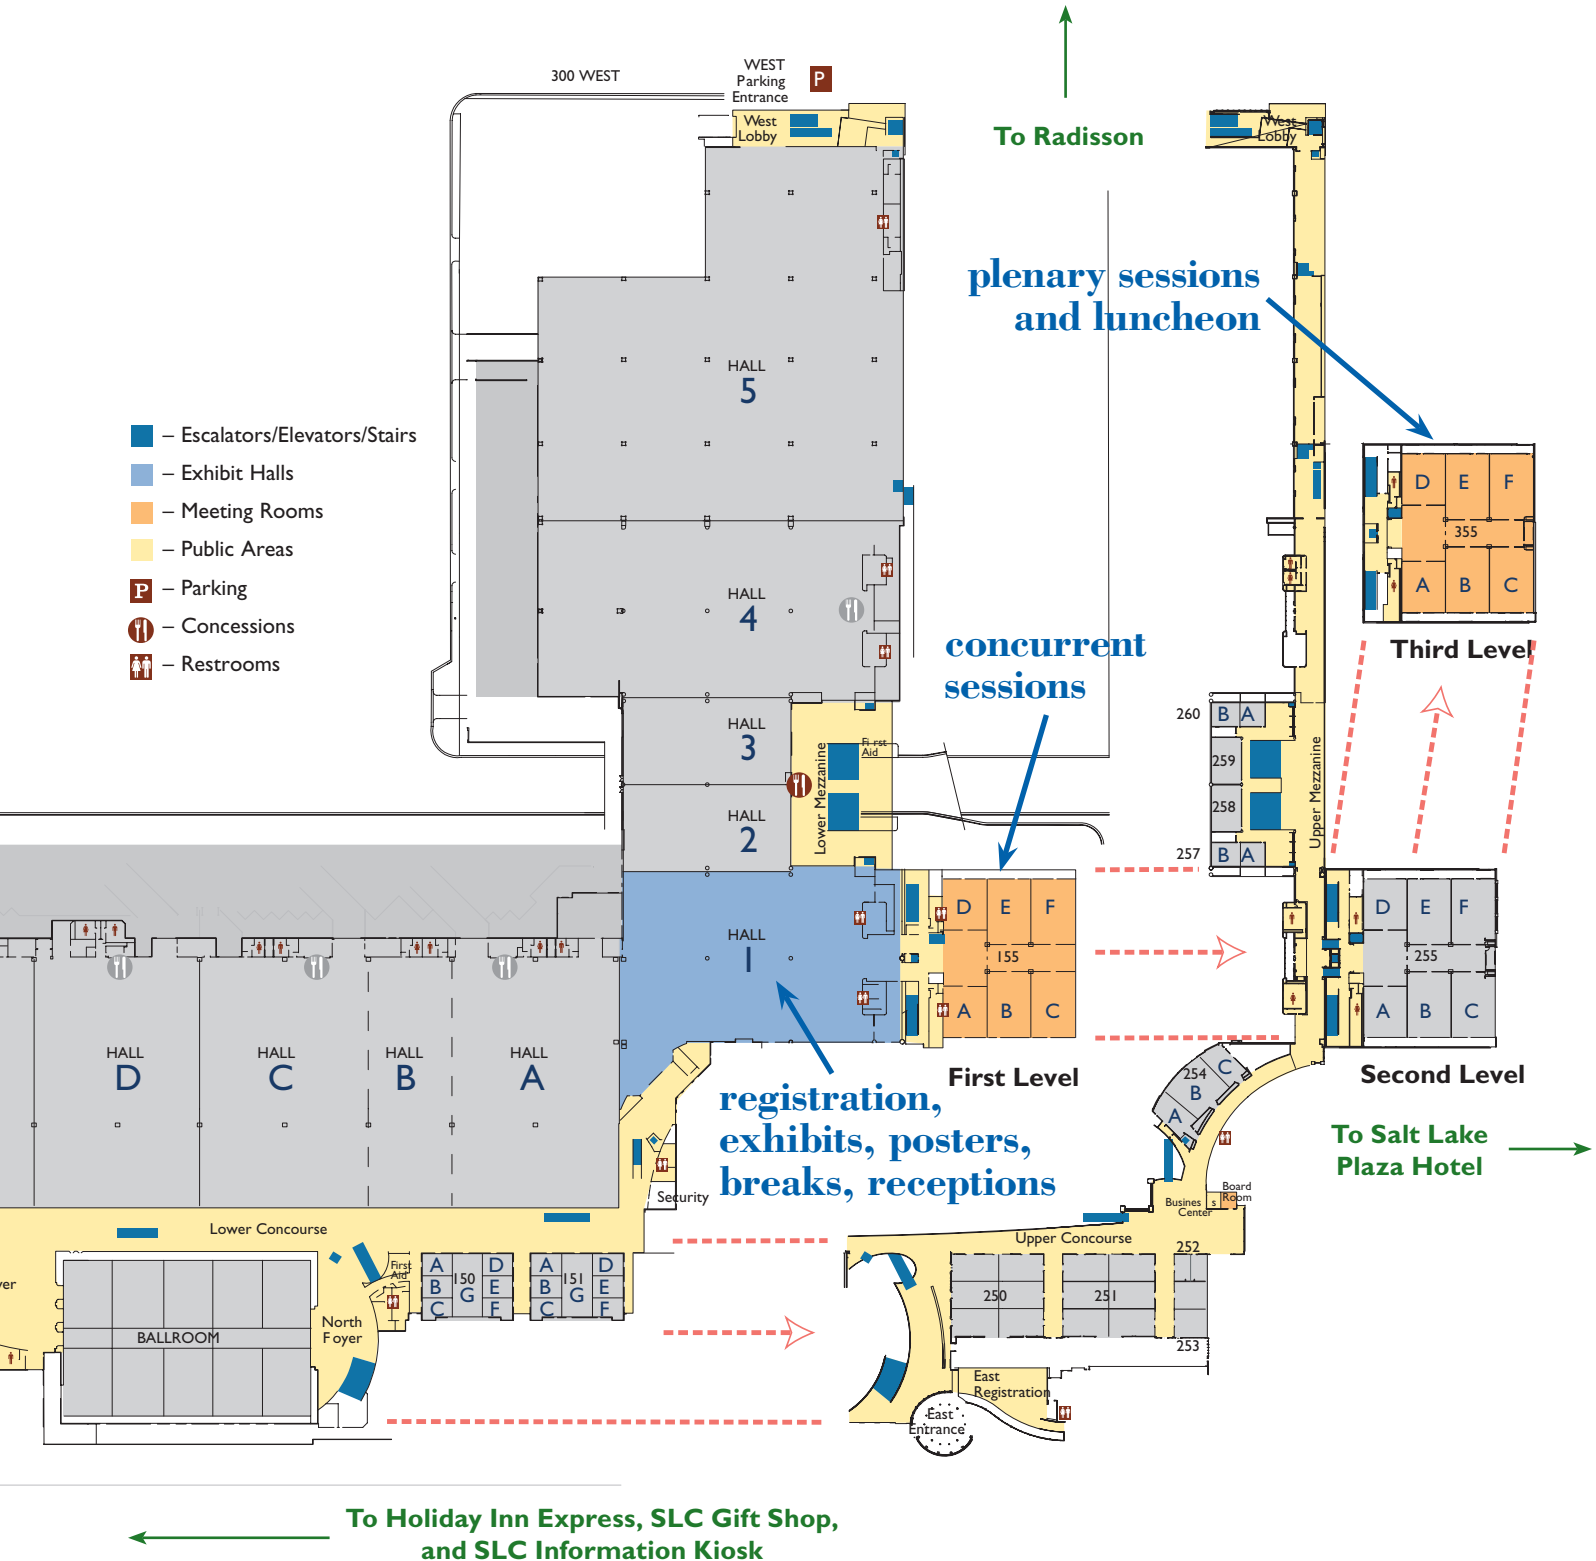 300 WEST
WEST
Parking
Entrance
P
West
Lobby
To Radisson
West
Lobby
plenary sessions
and luncheon
HALL
5
– Escalators/Elevators/Stairs
– Exhibit Halls
– Meeting Rooms
– Public Areas
P – Parking
– Concessions
– Restrooms
D E F
355
A B C
Third Level
HALL
4
concurrent
sessions
HALL
3
First
Aid
Lower Mezzanine
HALL
2
260 B A
259
258
257 B A
Upper Mezzanine
HALL
1
D E F
155
A B C
First Level
D E F
255
A B C
Second Level
HALL
D
HALL
C
HALL
B
HALL
A
registration,
exhibits, posters,
breaks, receptions
254
C
B
A
To Salt Lake
Plaza Hotel
Security
Board
Room
Busines s
Center
Lower Concourse
Upper Concourse
252
First
Aid
A D
B 150 E
G
C F
A D
B 151 E
G
C F
250
251
253
yer
BALLROOM
North
Foyer
East
Registration
East
Entrance
To Holiday Inn Express, SLC Gift Shop,
and SLC Information Kiosk